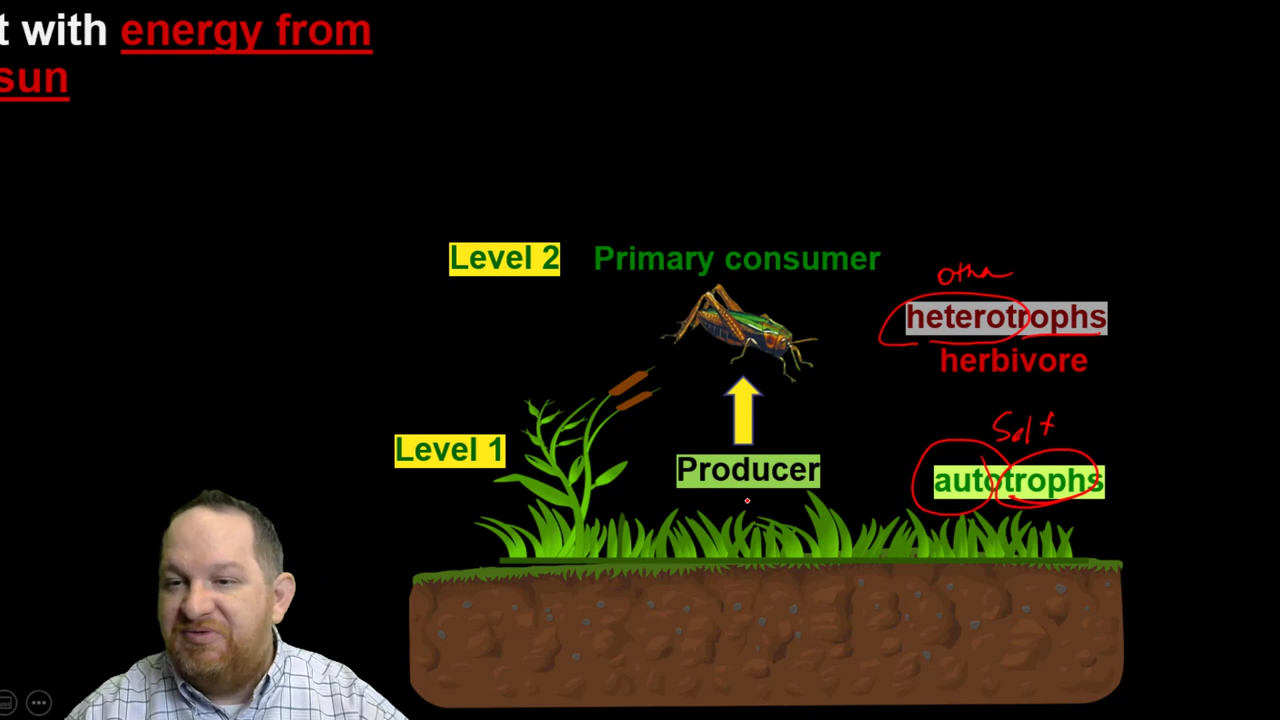 t with energy from
sun
Level 2 Primary consumer
other
heterotrophs
herbivore
Self
Level 1
Producer
autotrophs